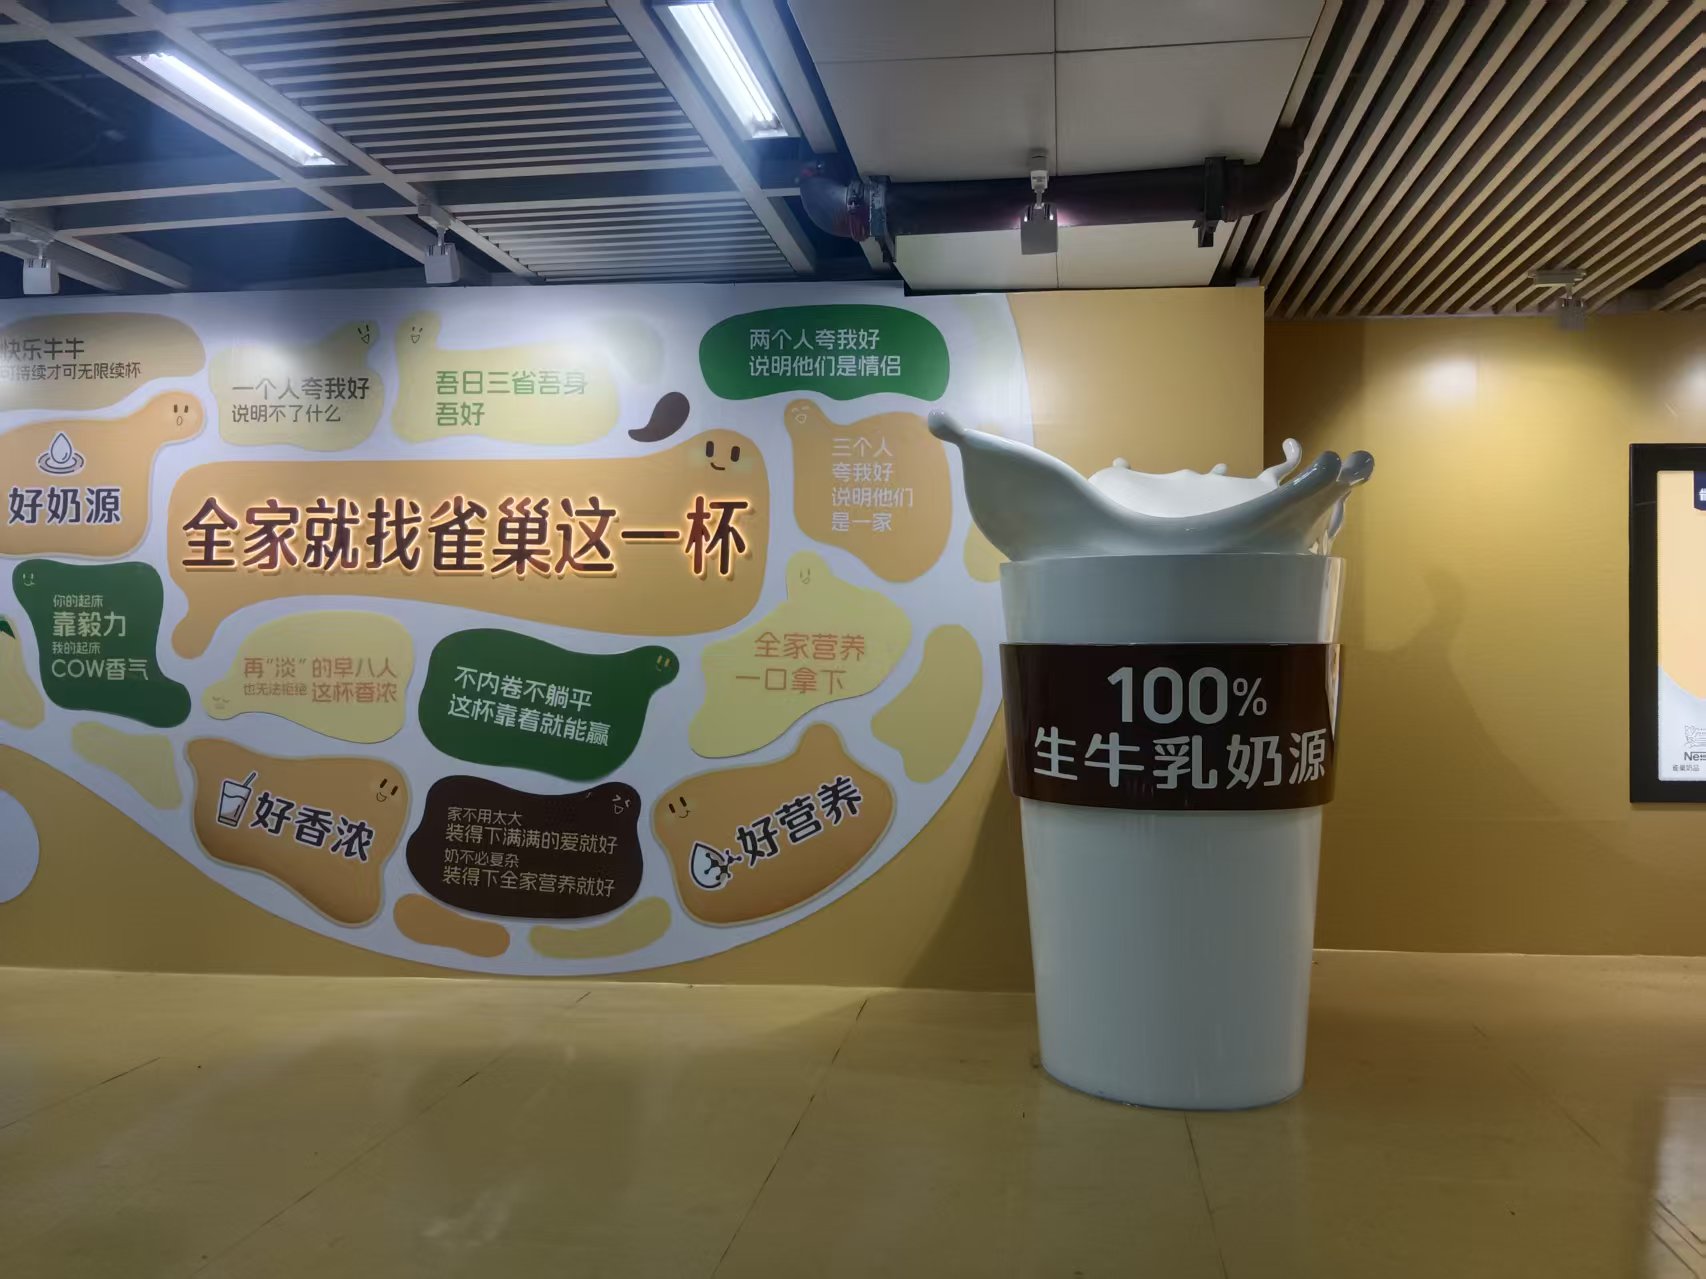 快乐牛牛
可持续才可无限续杯
一个人夸我好
说明不了什么
吾日三省吾身
吾好
两个人夸我好
说明他们是情侣
三个人
夸我好
说明他们
是一家
好奶源
全家就找雀巢这一杯
你的起床
靠毅力
我的起床
COW香气
再“淡”的早八人
也无法拒绝 这杯香浓
不内卷不躺平
这杯靠着就能赢
全家营养
一口拿下
好香浓
家不用太大
装得下满满的爱就好
奶不必复杂
装得下全家营养就好
好营养
100%
生牛乳奶源
雀巢奶品